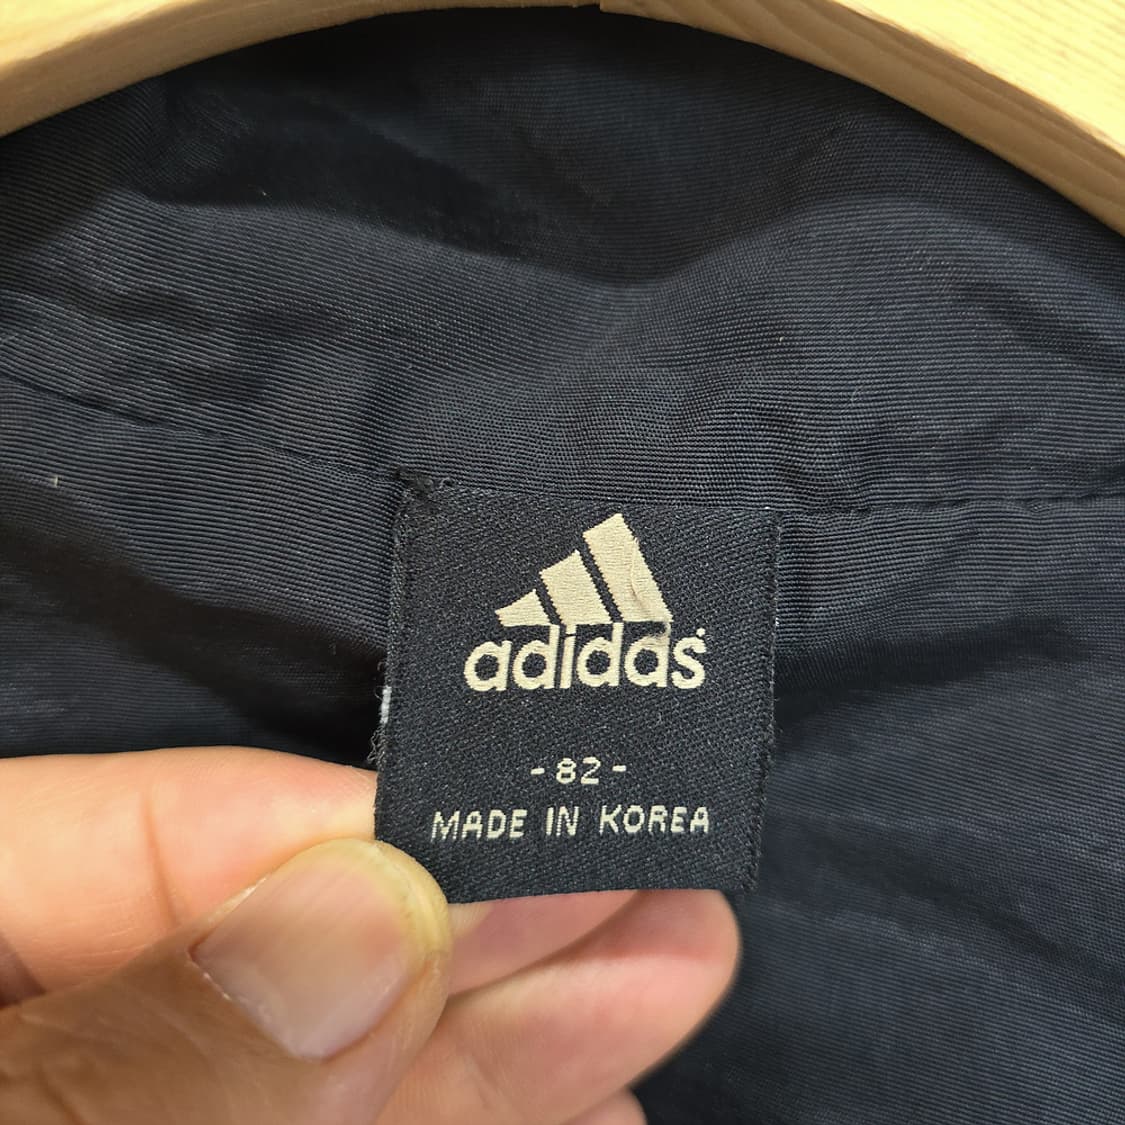 adidas
-82-
MADE IN KOREA